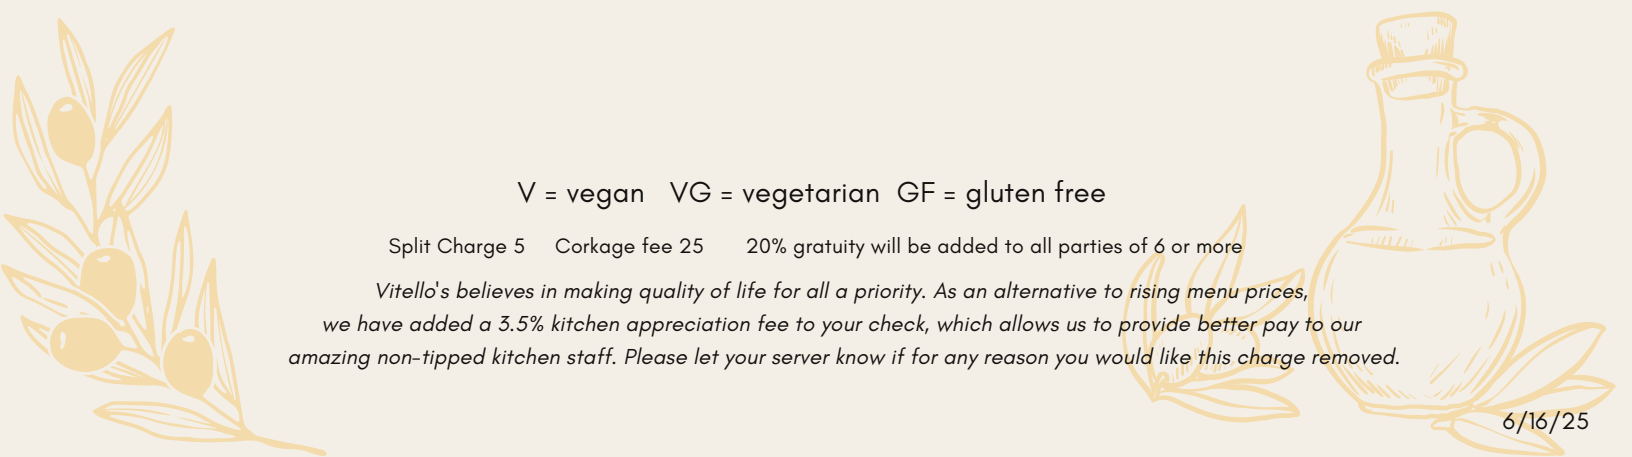 V = vegan VG = vegetarian GF = gluten free
Split Charge 5 Corkage fee 25 20% gratuity will be added to all parties of 6 or more
Vitello's believes in making quality of life for all a priority. As an alternative to rising menu prices,
we have added a 3.5% kitchen appreciation fee to your check, which allows us to provide better pay to our
amazing non-tipped kitchen staff. Please let your server know if for any reason you would like this charge removed.
6/16/25